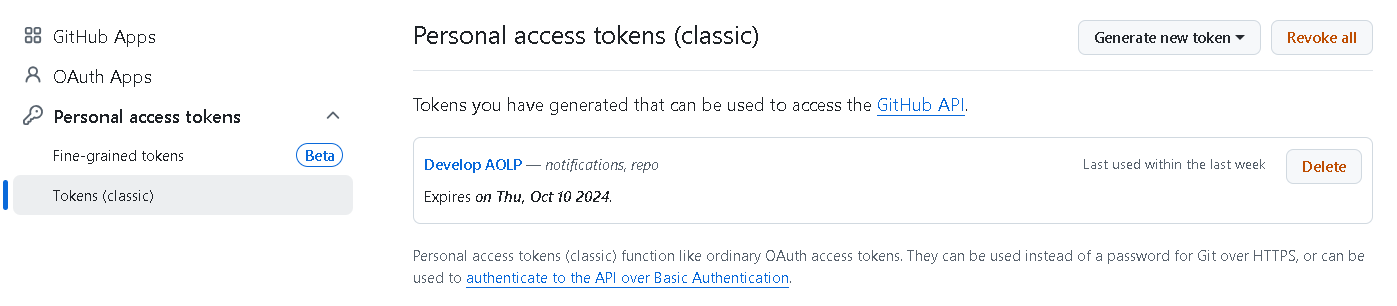 GitHub Apps
OAuth Apps
Personal access tokens
Fine-grained tokens Beta
Tokens (classic)
Personal access tokens (classic)
Generate new token
Revoke all
Tokens you have generated that can be used to access the GitHub API.
Develop AOLP — notifications, repo
Last used within the last week
Delete
Expires on Thu, Oct 10 2024.
Personal access tokens (classic) function like ordinary OAuth access tokens. They can be used instead of a password for Git over HTTPS, or can be
used to authenticate to the API over Basic Authentication.